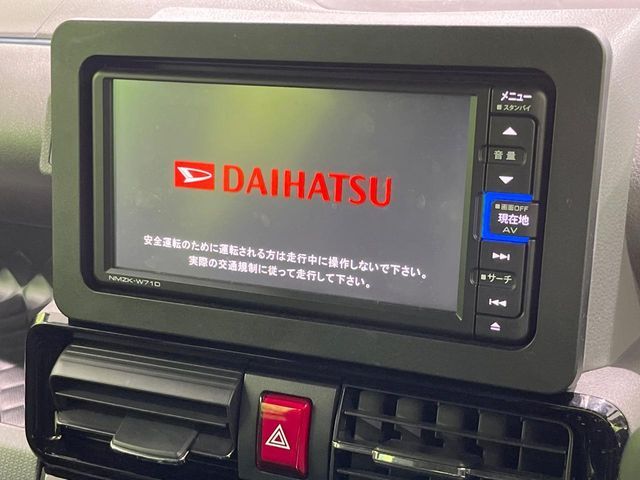 メニュー
スタンバイ
音量
画面OFF
現在地
AV
サーチ
DAIHATSU
安全運転のために運転される方は走行中に操作しないで下さい。
実際の交通規制に従って走行して下さい。
NMZK-W71D